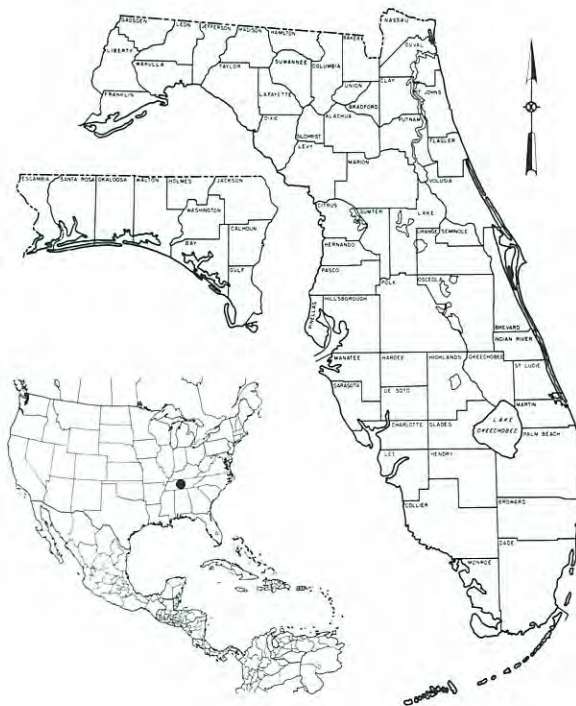 NASSAU
GADSDEN
LEON
JEFFERSON
MADISON
HAMILTON
BAKER
DUVAL
LIBERTY
WAKULLA
TAYLOR
SUWANNEE
COLUMBIA
UNION
CLAY
ST JOHNS
FRANKLIN
LAFAYETTE
BRADFORD
DIXIE
GILCHRIST
ALACHUA
PUTNAM
FLAGLER
LEVY
MARION
VOLUSIA
ESCAMBIA
SANTA ROSA
OKALOOSA
WALTON
HOLMES
JACKSON
WASHINGTON
BAY
CALHOUN
GULF
CITRUS
SUMTER
LAKE
ORANGE
SEMINOLE
HERNANDO
PASCO
POLK
OSCEOLA
PINELLAS
HILLSBOROUGH
BREVARD
INDIAN RIVER
MANATEE
HARDEE
HIGHLANDS
OKEECHOBEE
ST LUCIE
SARASOTA
DE SOTO
MARTIN
CHARLOTTE
GLADES
LAKE
OKEECHOBEE
PALM BEACH
LEE
HENDRY
COLLIER
BROWARD
DADE
MONROE